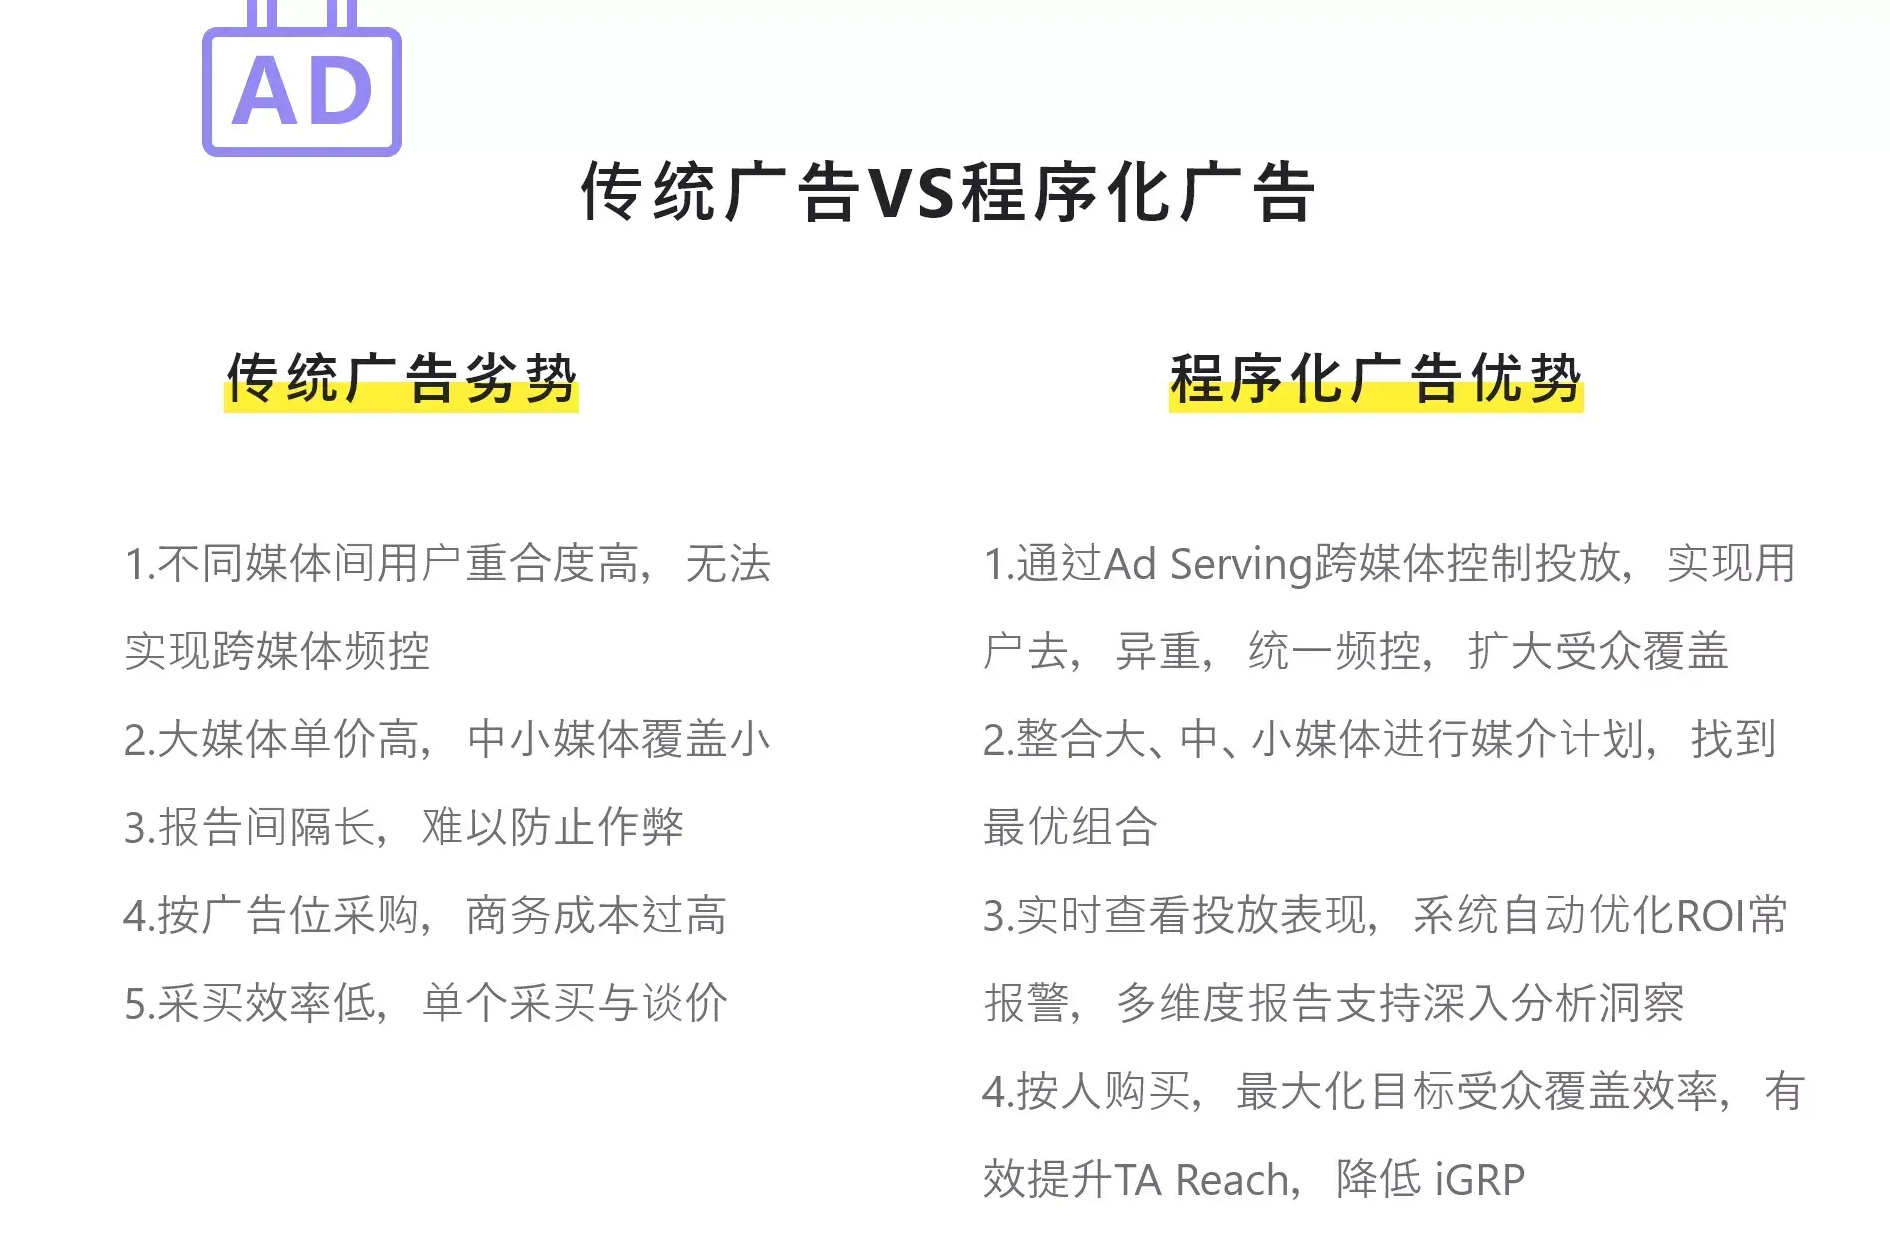 AD
传统广告VS程序化广告
传统广告劣势
1.不同媒体间用户重合度高，无法
实现跨媒体频控
2.大媒体单价高，中小媒体覆盖小
3.报告间隔长，难以防止作弊
4.按广告位采购，商务成本过高
5.采买效率低，单个采买与谈价
程序化广告优势
1.通过Ad Serving跨媒体控制投放，实现用
户去，异重，统一频控，扩大受众覆盖
2.整合大、中、小媒体进行媒介计划，找到
最优组合
3.实时查看投放表现，系统自动优化ROI常
报警，多维度报告支持深入分析洞察
4.按人购买，最大化目标受众覆盖效率，有
效提升TA Reach，降低 iGRP